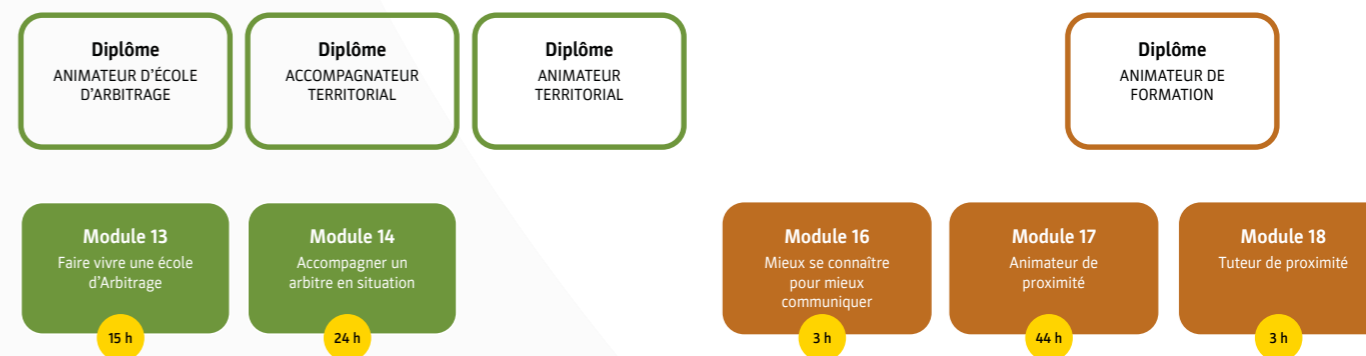 Diplôme
ANIMATEUR D'ÉCOLE
D'ARBITRAGE
Diplôme
ACCOMPAGNATEUR
TERRITORIAL
Diplôme
ANIMATEUR
TERRITORIAL
Diplôme
ANIMATEUR DE
FORMATION
Module 13
Faire vivre une école
d'Arbitrage
15 h
Module 14
Accompagner un
arbitre en situation
24 h
Module 16
Mieux se connaître
pour mieux
communiquer
3 h
Module 17
Animateur de
proximité
44 h
Module 18
Tuteur de proximité
3 h